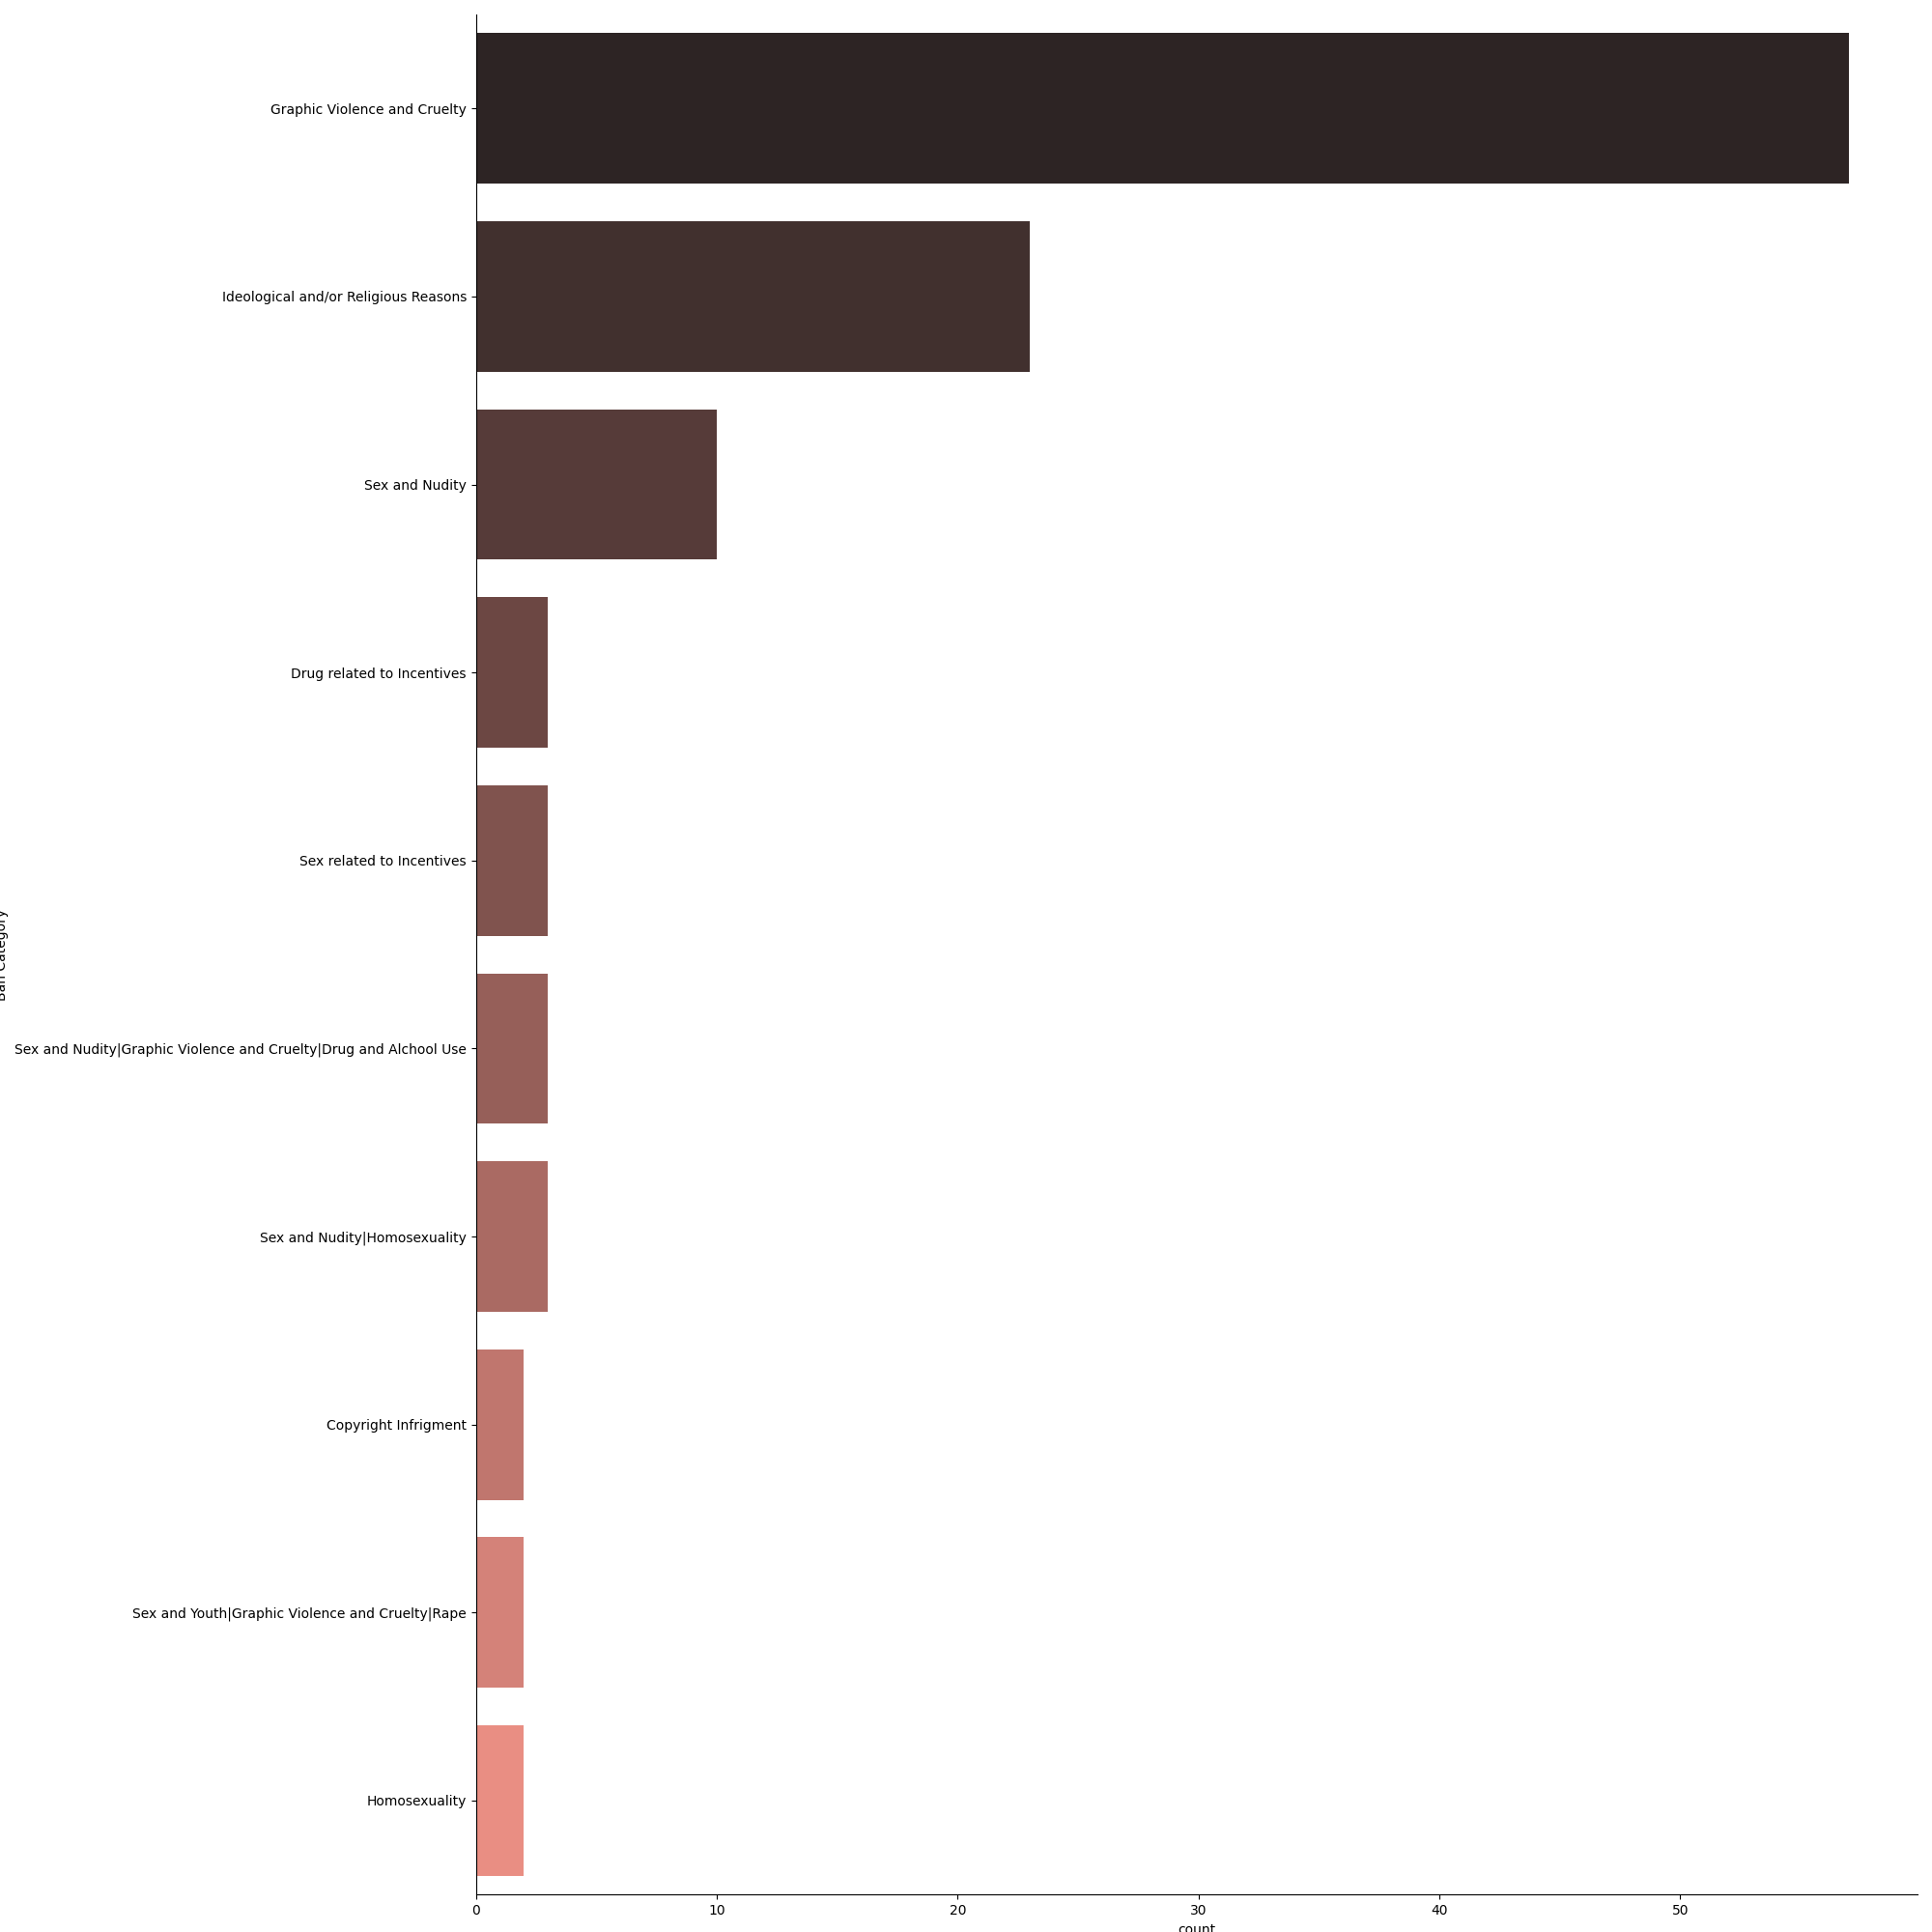 Graphic Violence and Cruelty
Ideological and/or Religious Reasons
Sex and Nudity
Drug related to Incentives
Sex related to Incentives
Sex and Nudity|Graphic Violence and Cruelty|Drug and Alchool Use
Sex and Nudity|Homosexuality
Copyright Infrigment
Sex and Youth|Graphic Violence and Cruelty|Rape
Homosexuality
Ban Category
0 10 20 30 40 50
count